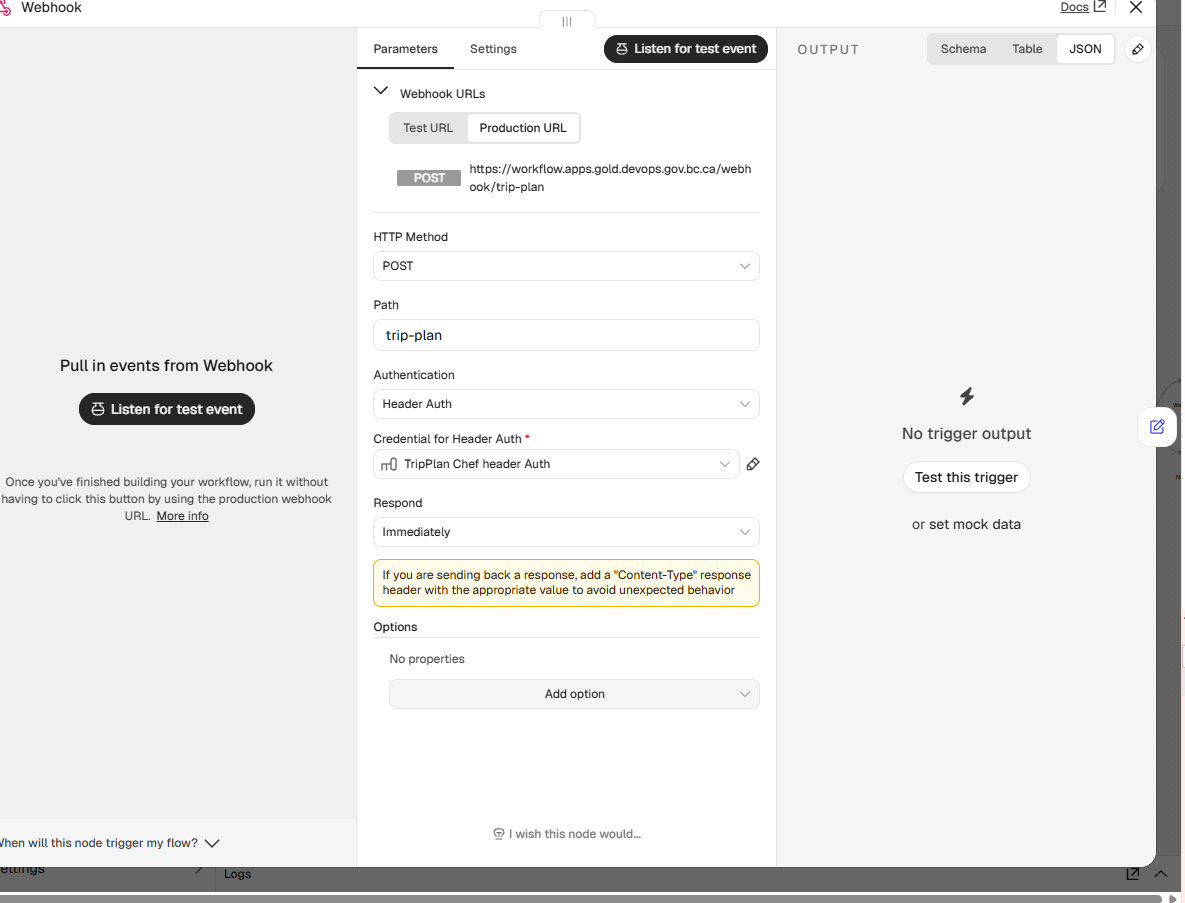 Webhook
Docs
Parameters
Settings
Listen for test event
OUTPUT
Schema
Table
JSON
Webhook URLs
Test URL
Production URL
POST
https://workflow.apps.gold.devops.gov.bc.ca/webh
ook/trip-plan
HTTP Method
POST
Path
trip-plan
Authentication
Header Auth
Credential for Header Auth *
TripPlan Chef header Auth
Respond
Immediately
If you are sending back a response, add a "Content-Type" response
header with the appropriate value to avoid unexpected behavior
Options
No properties
Add option
I wish this node would...
Pull in events from Webhook
Listen for test event
Once you've finished building your workflow, run it without
having to click this button by using the production webhook
URL. More info
When will this node trigger my flow?
No trigger output
Test this trigger
or set mock data
ettings
Logs